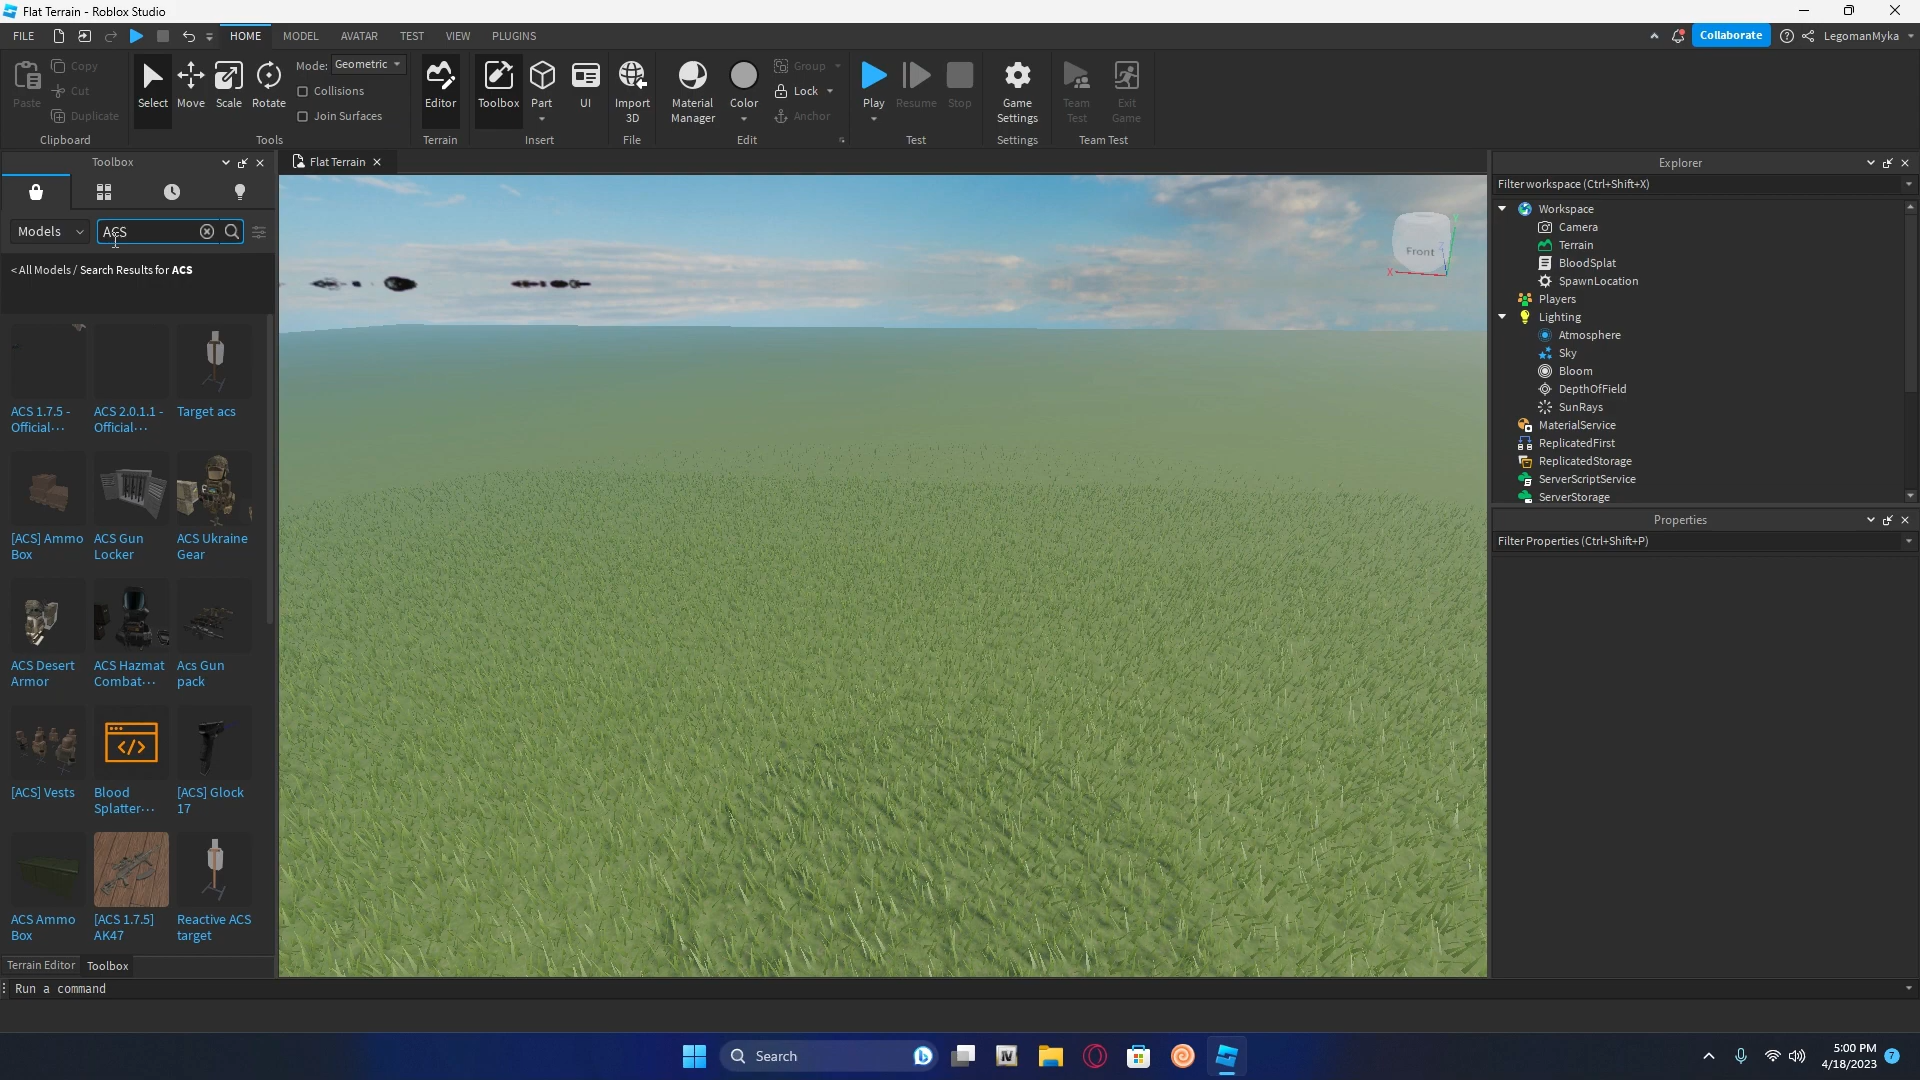 Flat Terrain - Roblox Studio
FILE HOME MODEL AVATAR TEST VIEW PLUGINS Collaborate LegomanMyka
Paste Copy Cut Duplicate
Clipboard
Select Move Scale Rotate
Mode: Geometric
Collisions
Join Surfaces
Tools
Editor
Terrain
Toolbox Part UI
Insert
Import 3D
File
Material Manager Color
Group
Lock
Anchor
Edit
Play Resume Stop
Test
Game Settings
Settings
Team Test Exit Game
Team Test
Toolbox
Models ACS
< All Models / Search Results for ACS
ACS 1.7.5 - Official...
ACS 2.0.1.1 - Official...
Target acs
[ACS] Ammo Box
ACS Gun Locker
ACS Ukraine Gear
ACS Desert Armor
ACS Hazmat Combat...
Acs Gun pack
[ACS] Vests
Blood Splatter...
[ACS] Glock 17
ACS Ammo Box
[ACS 1.7.5] AK47
Reactive ACS target
Terrain Editor Toolbox
Run a command
Flat Terrain
Front
X
Explorer
Filter workspace (Ctrl+Shift+X)
Workspace
Camera
Terrain
BloodSplat
SpawnLocation
Players
Lighting
Atmosphere
Sky
Bloom
DepthOfField
SunRays
MaterialService
ReplicatedFirst
ReplicatedStorage
ServerScriptService
ServerStorage
Properties
Filter Properties (Ctrl+Shift+P)
Search
5:00 PM
4/18/2023
7